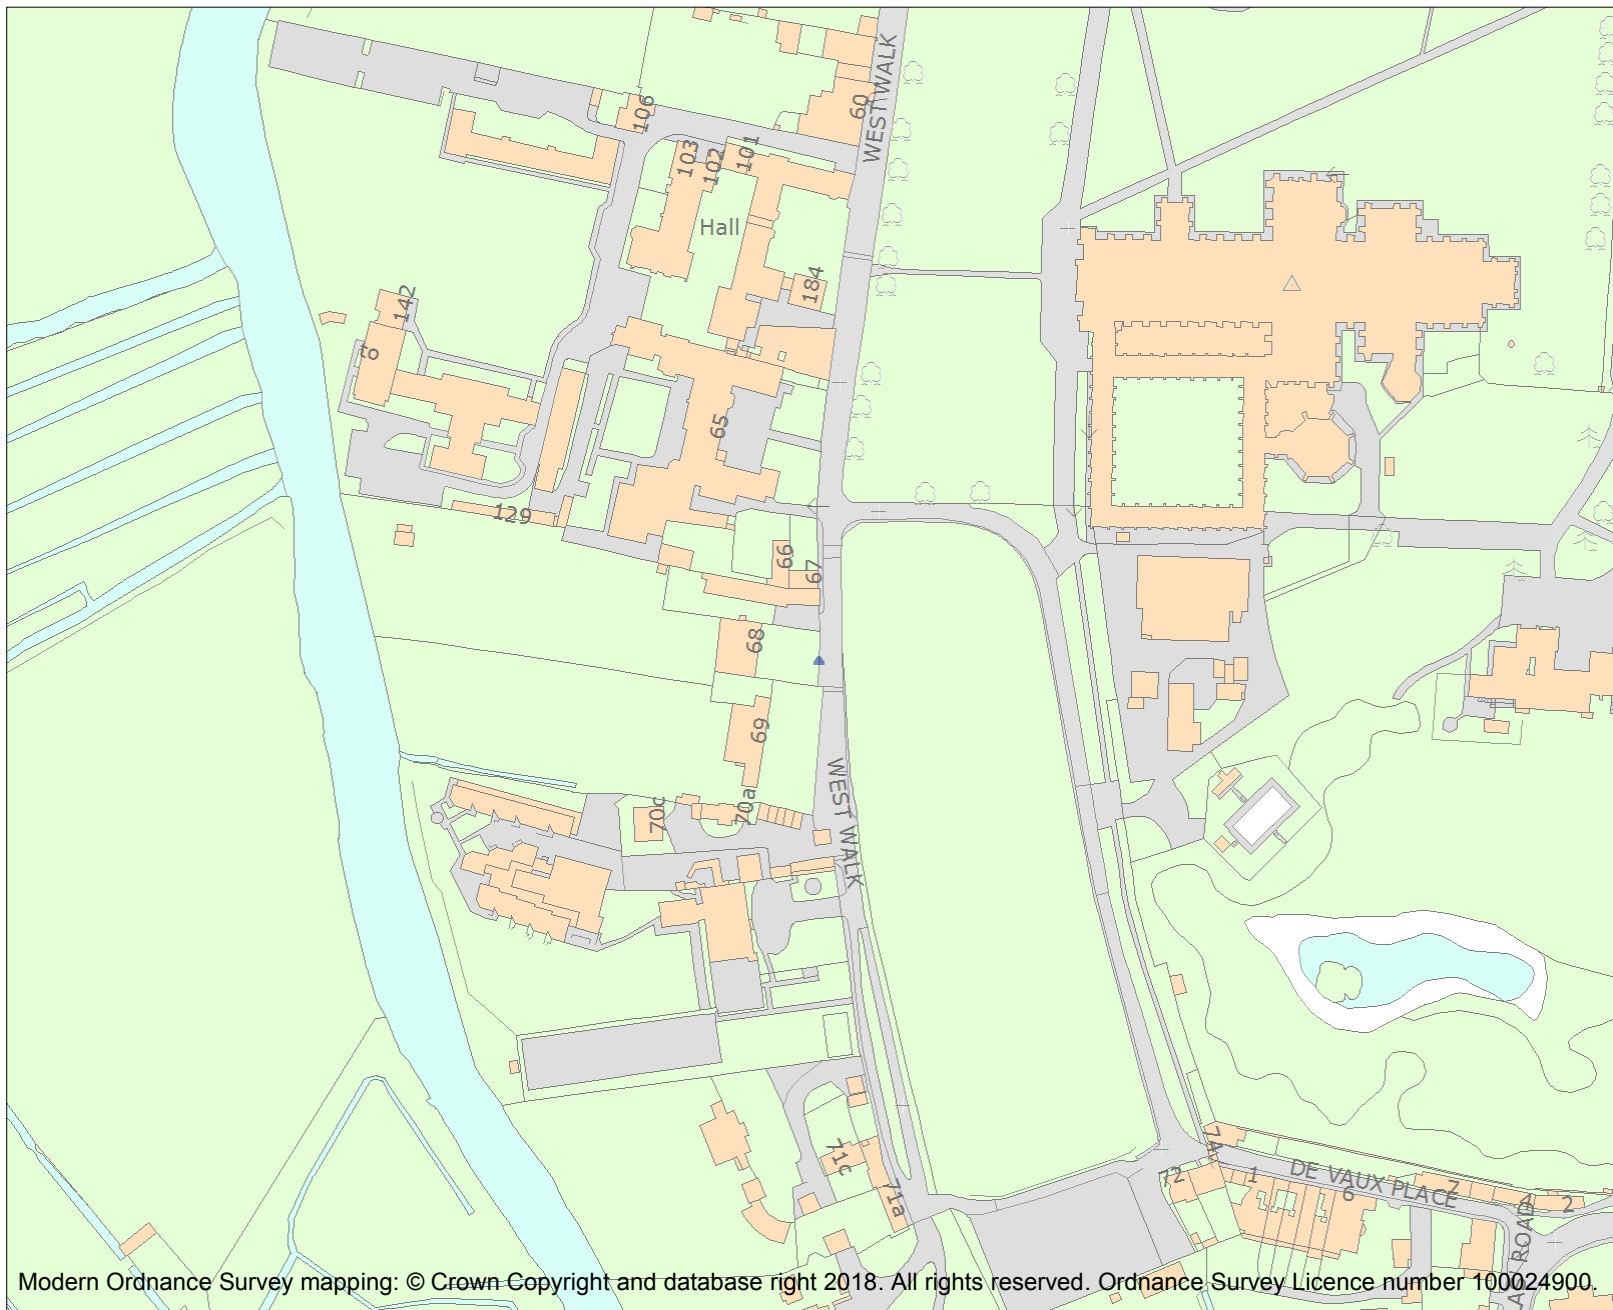 WEST WALK
60
106
103
102
101
Hall
184
142
65
129
66
67
68
69
WEST WALK
70c
70a
71c
71a
72
74
1
DE VAUX PLACE
6
7
4
2
ROAD
Modern Ordnance Survey mapping: © Crown Copyright and database right 2018. All rights reserved. Ordnance Survey Licence number 100024900.